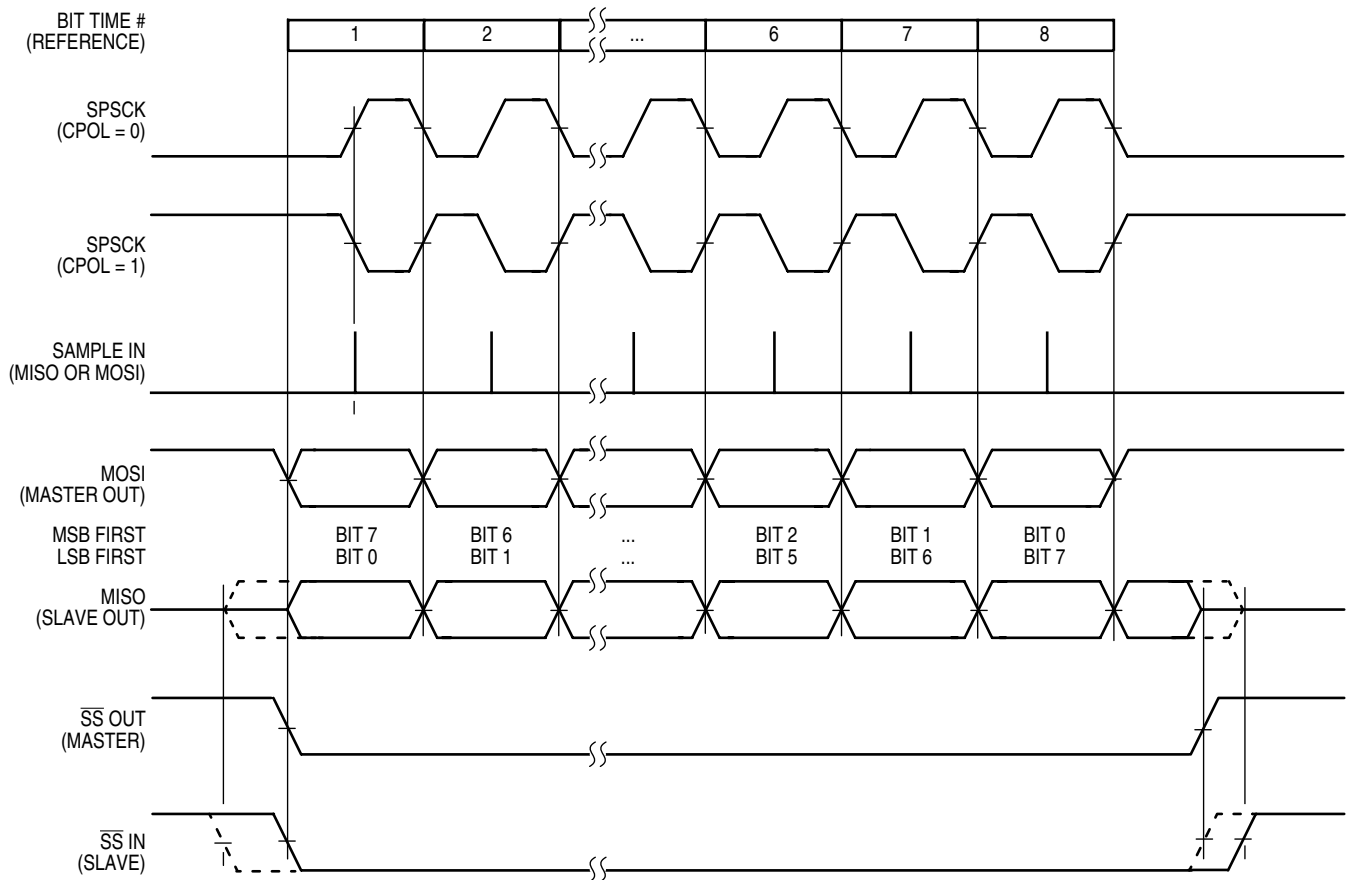 BIT TIME #
(REFERENCE)
1 2 ... 6 7 8
SPSCK
(CPOL = 0)
SPSCK
(CPOL = 1)
SAMPLE IN
(MISO OR MOSI)
MOSI
(MASTER OUT)
MSB FIRST BIT 7 BIT 6 ... BIT 2 BIT 1 BIT 0
LSB FIRST BIT 0 BIT 1 ... BIT 5 BIT 6 BIT 7
MISO
(SLAVE OUT)
S̅S̅ OUT
(MASTER)
S̅S̅ IN
(SLAVE)